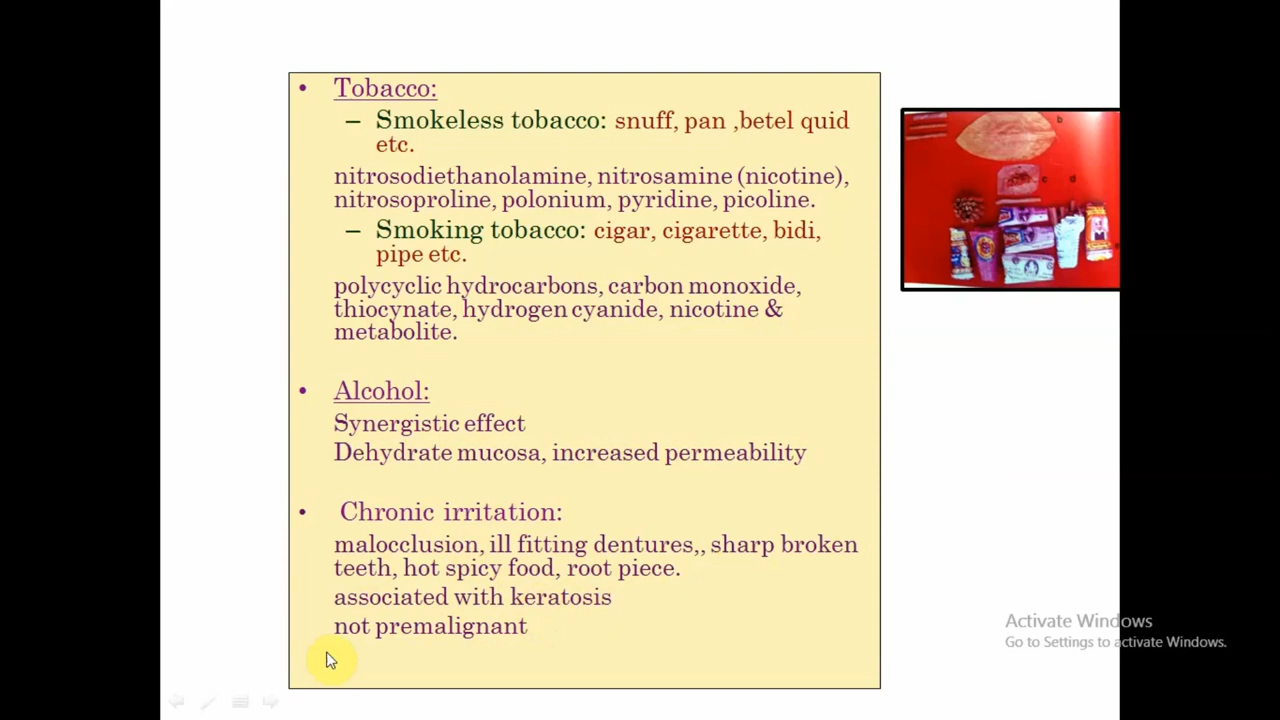 • Tobacco:
– Smokeless tobacco: snuff, pan ,betel quid
etc.
nitrosodiethanolamine, nitrosamine (nicotine),
nitrosoproline, polonium, pyridine, picoline.
– Smoking tobacco: cigar, cigarette, bidi,
pipe etc.
polycyclic hydrocarbons, carbon monoxide,
thiocynate, hydrogen cyanide, nicotine &
metabolite.
• Alcohol:
Synergistic effect
Dehydrate mucosa, increased permeability
• Chronic irritation:
malocclusion, ill fitting dentures,, sharp broken
teeth, hot spicy food, root piece.
associated with keratosis
not premalignant
b
c d
Activate Windows
Go to Settings to activate Windows.